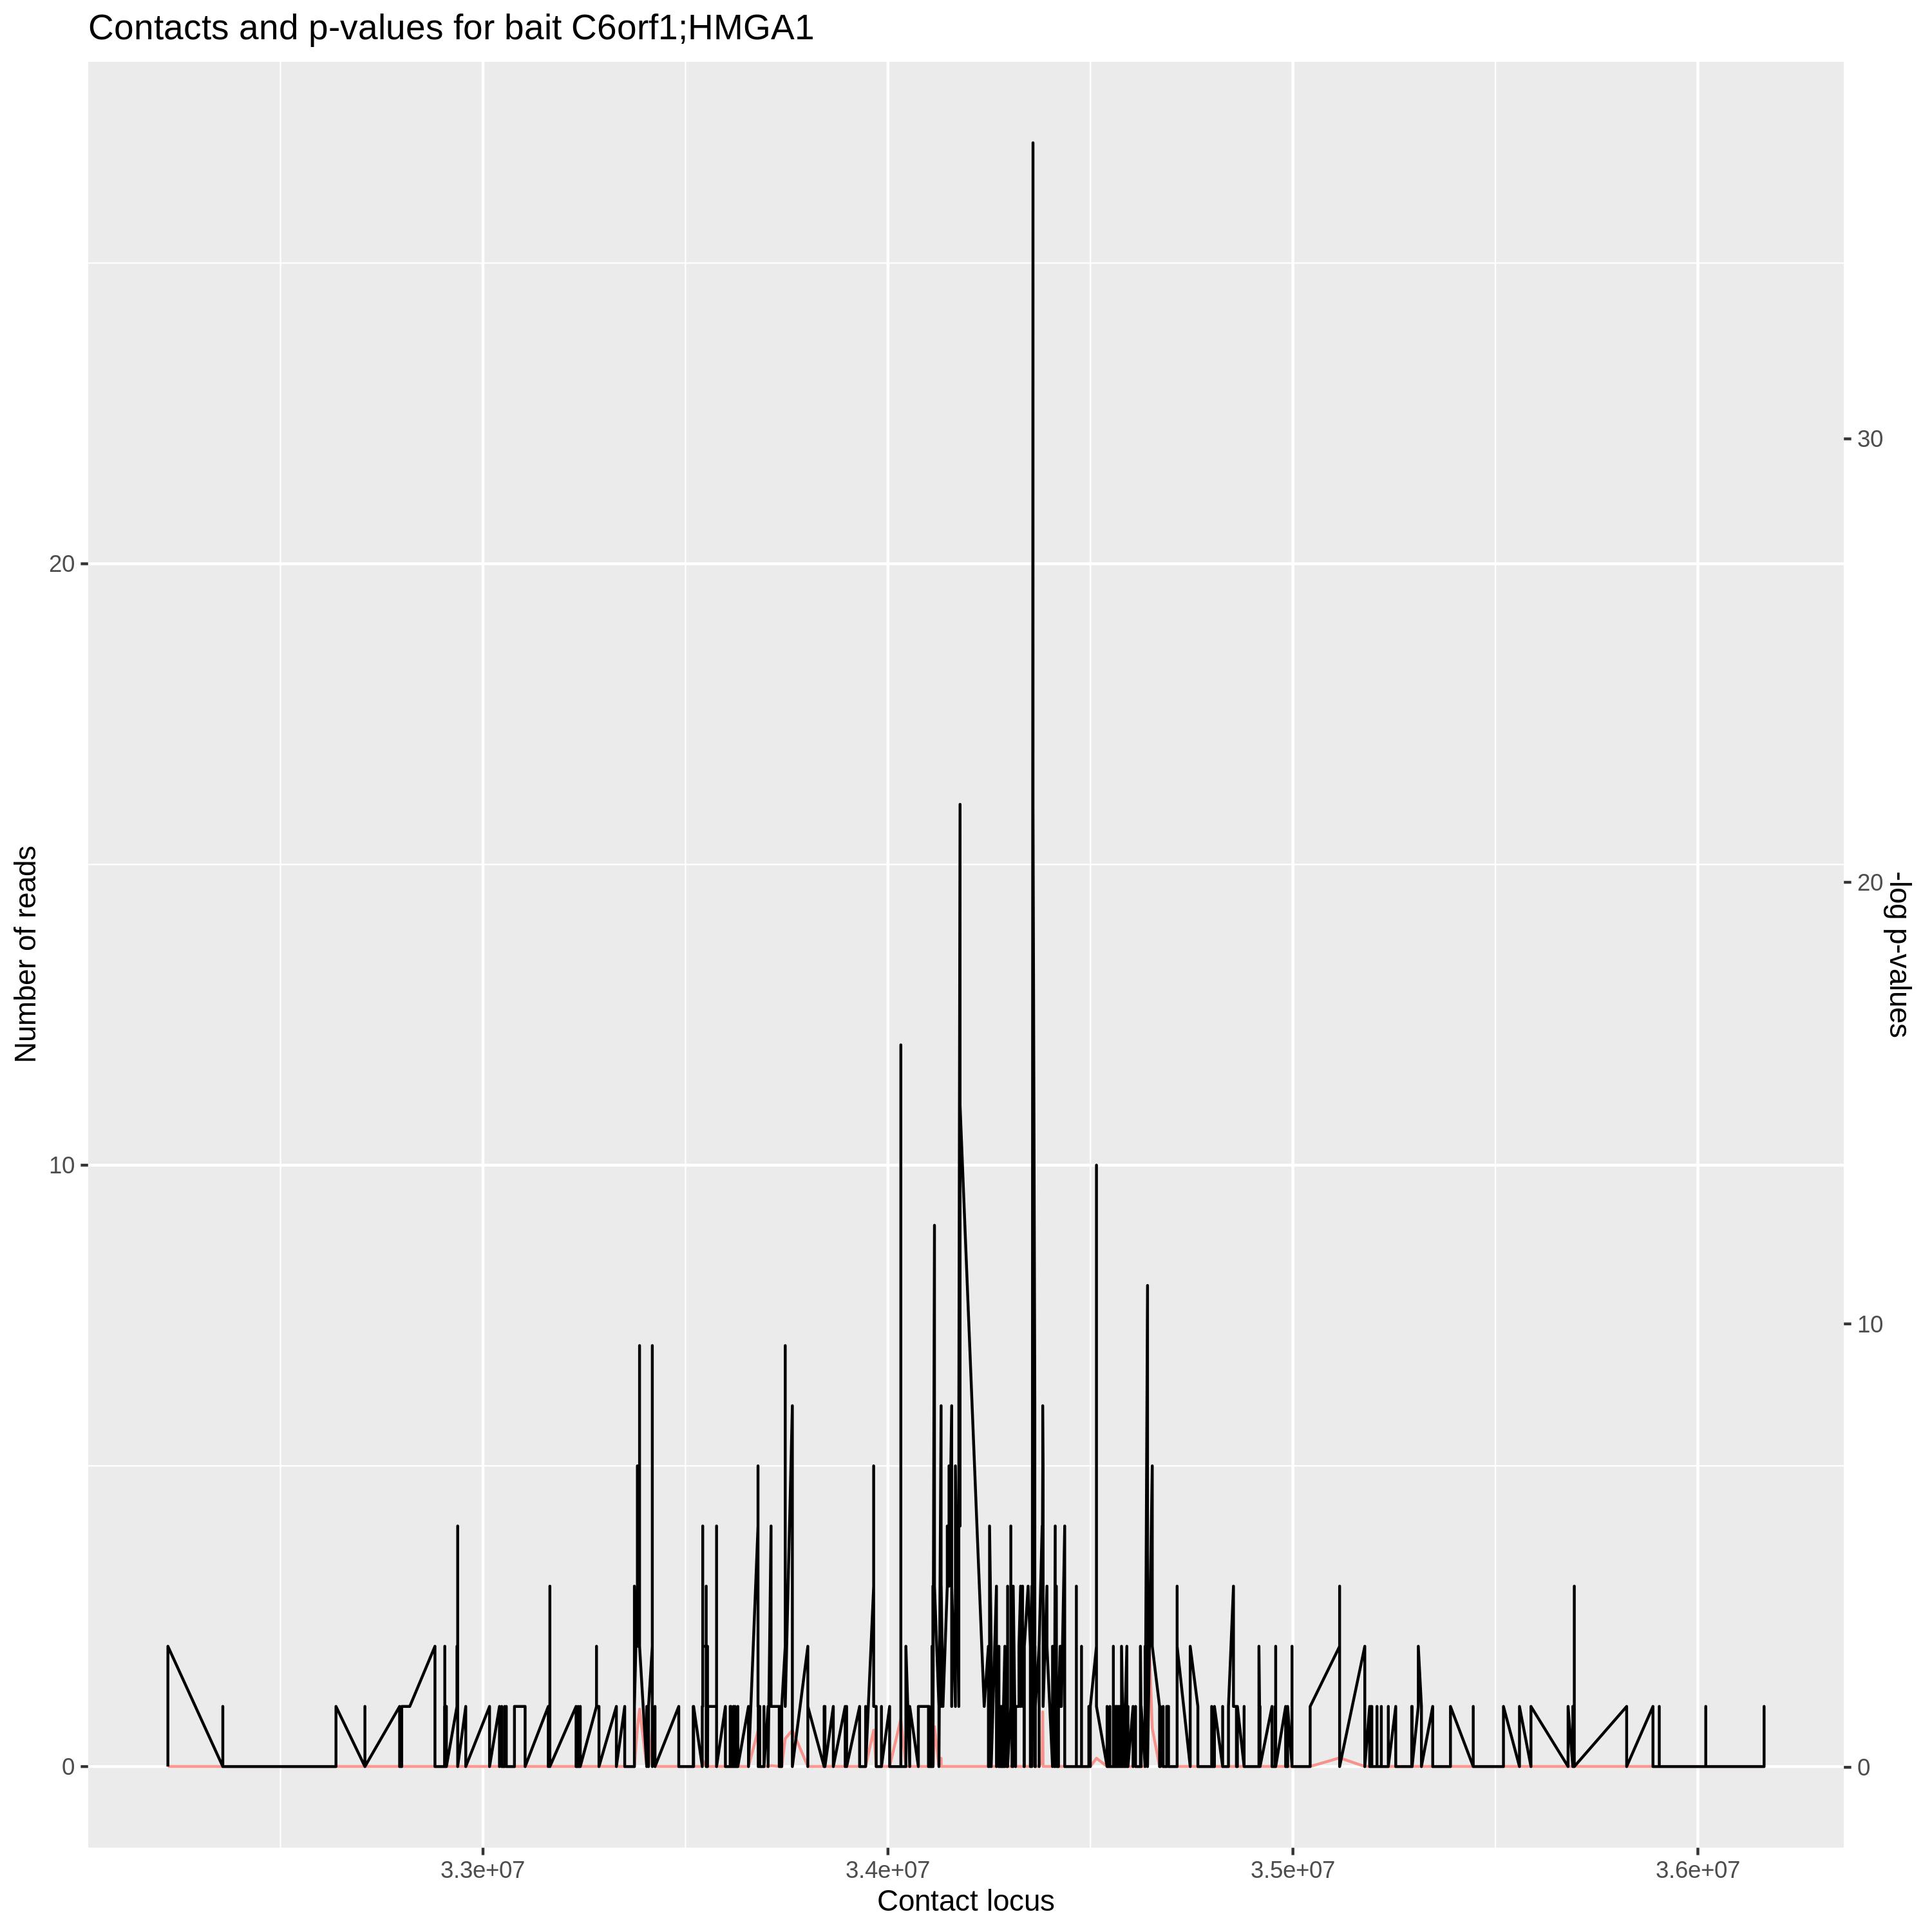 Contacts and p-values for bait C6orf1;HMGA1
Number of reads
20
10
0
30
20
10
0
-log p-values
3.3e+07 3.4e+07 3.5e+07 3.6e+07
Contact locus